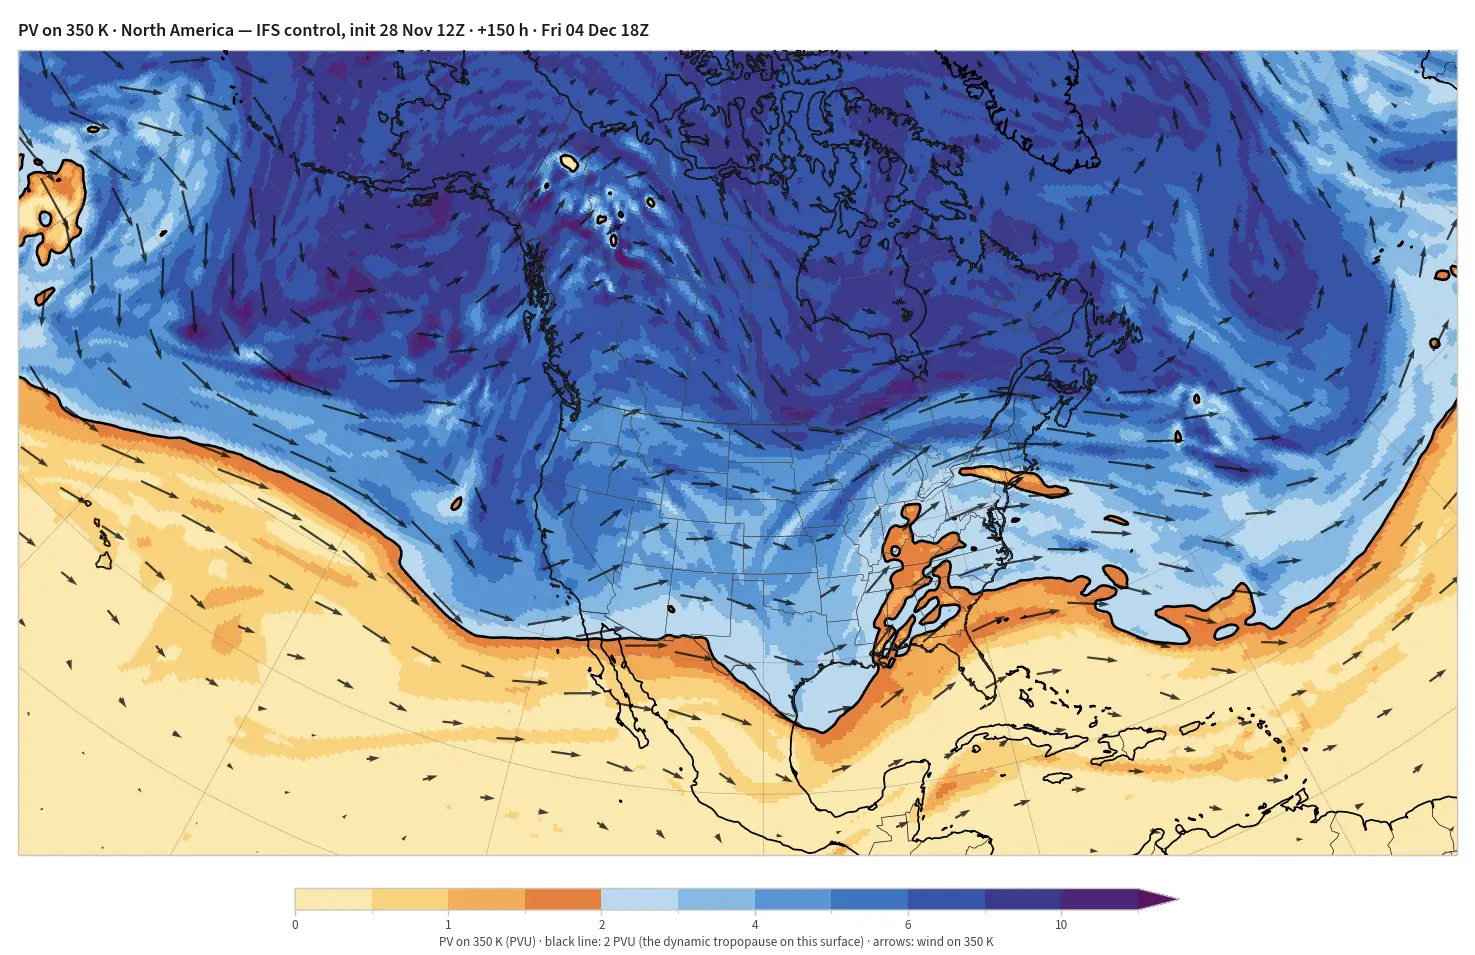 PV on 350 K · North America — IFS control, init 28 Nov 12Z · +150 h · Fri 04 Dec 18Z
0 1 2 4 6 10
PV on 350 K (PVU) · black line: 2 PVU (the dynamic tropopause on this surface) · arrows: wind on 350 K